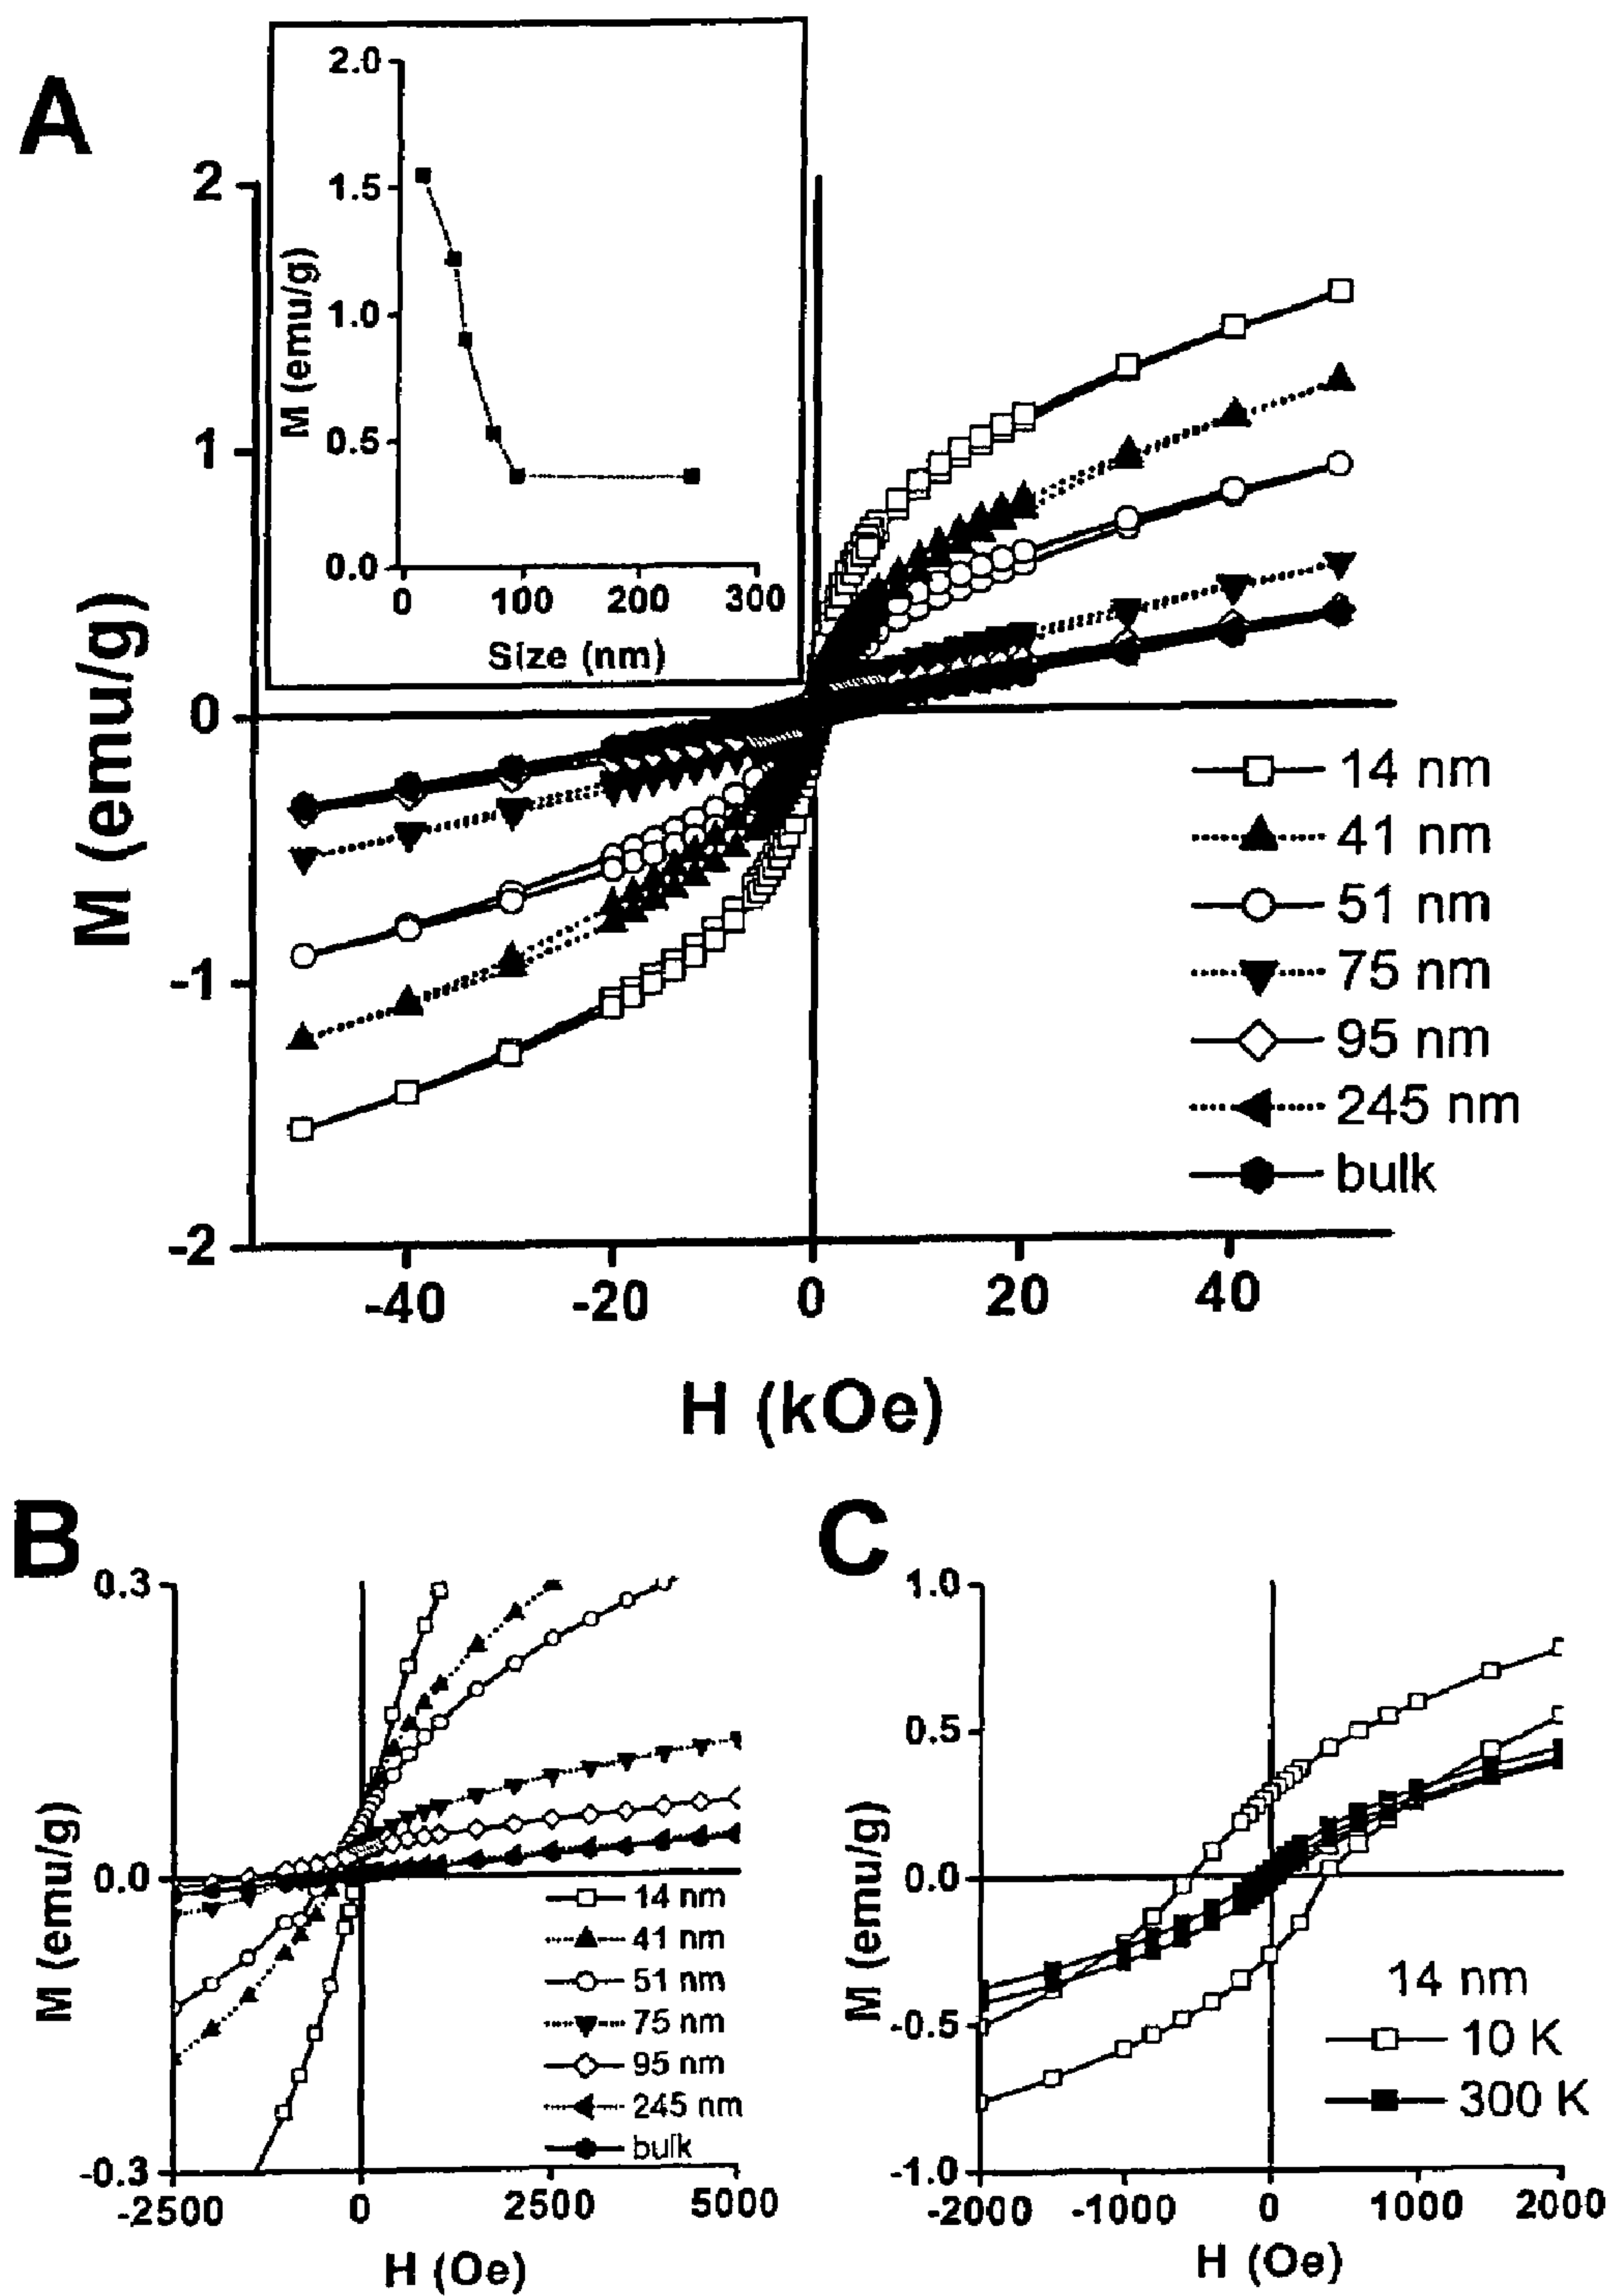 A
2.0
1.5
1.0
0.5
0.0
0 100 200 300
M (emu/g)
Size (nm)
2
1
0
-1
-2
M (emu/g)
14 nm
41 nm
51 nm
75 nm
95 nm
245 nm
bulk
-40 -20 0 20 40
H (kOe)
B
0.3
0.0
-0.3
M (emu/g)
14 nm
41 nm
51 nm
75 nm
95 nm
245 nm
bulk
-2500 0 2500 5000
H (Oe)
C
1.0
0.5
0.0
-0.5
-1.0
M (emu/g)
14 nm
10 K
300 K
-2000 -1000 0 1000 2000
H (Oe)